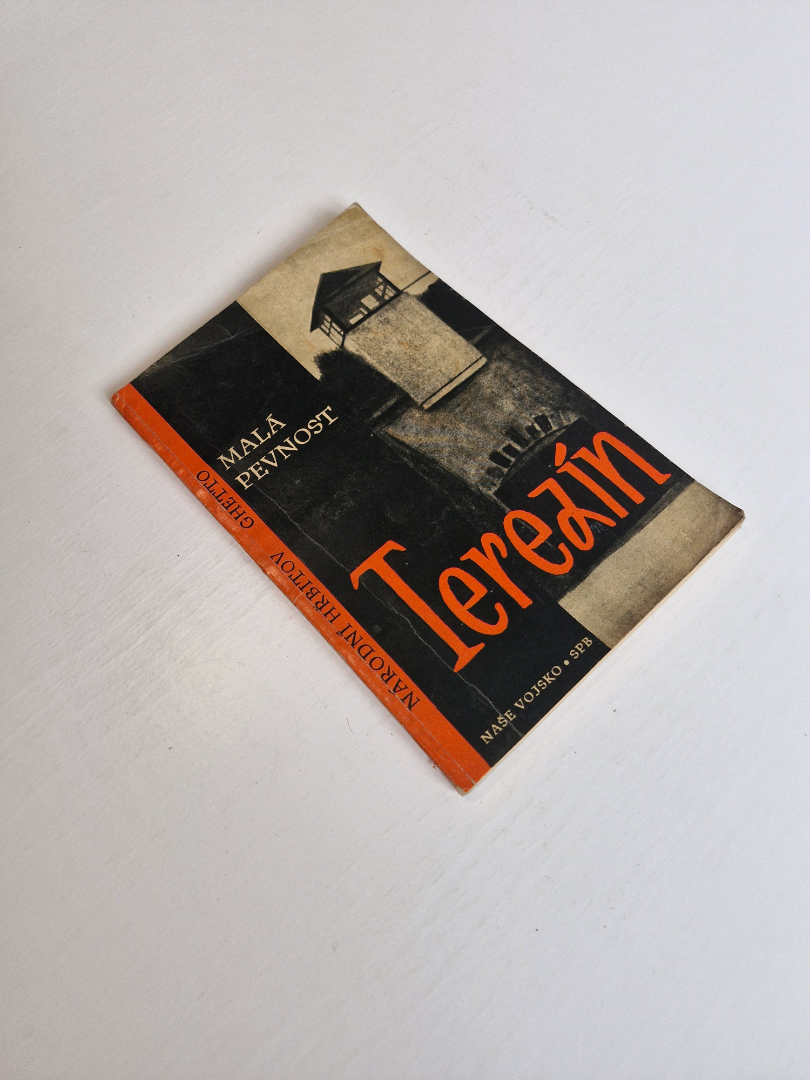 MALÁ
PEVNOST
GHETTO
NÁRODNÍ HŘBITOV
Terezín
NAŠE VOJSKO • SPB